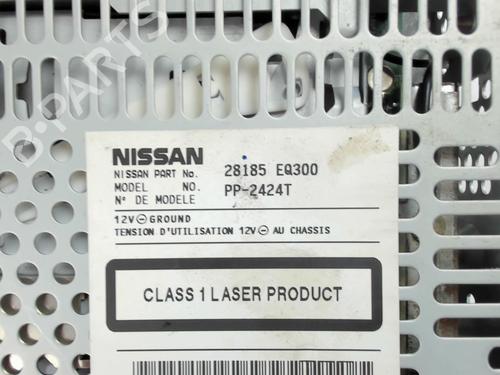 B-PARTS
NISSAN
NISSAN PART No. 28185 EQ300
MODEL NO. PP-2424T
N° DE MODELE
12V⊖GROUND
TENSION D'UTILISATION 12V⊖ AU CHASSIS
CLASS 1 LASER PRODUCT